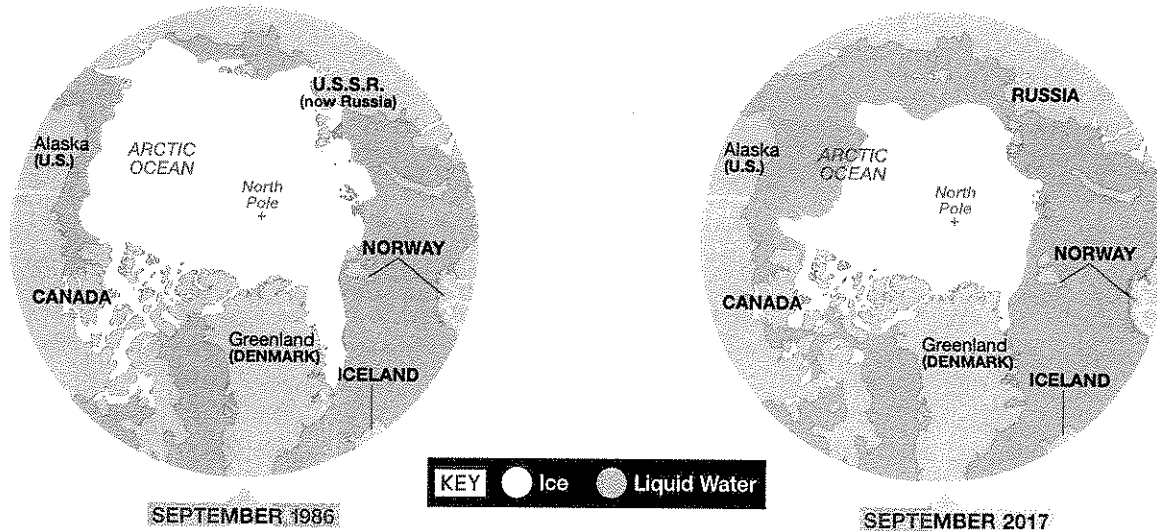 U.S.S.R.
(now Russia)
Alaska
(U.S.)
ARCTIC
OCEAN
North
Pole
+
NORWAY
CANADA
Greenland
(DENMARK)
ICELAND
SEPTEMBER 1986
RUSSIA
Alaska
(U.S.)
ARCTIC
OCEAN
North
Pole
+
NORWAY
CANADA
Greenland
(DENMARK)
ICELAND
SEPTEMBER 2017
KEY Ice Liquid Water